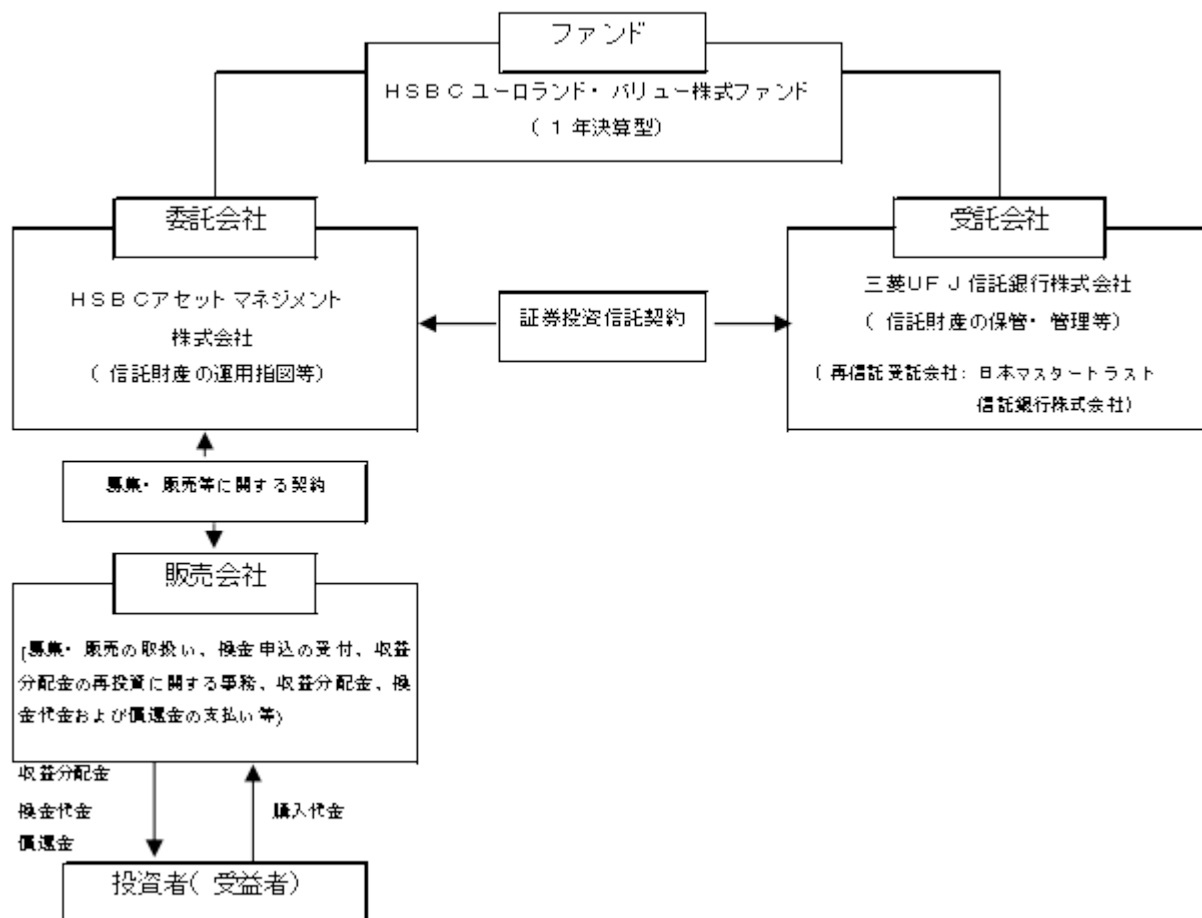 ファンド
HSBCユーロランド・バリュー株式ファンド
(1年決算型)
委託会社
HSBCアセットマネジメント
株式会社
(信託財産の運用指図等)
証券投資信託契約
受託会社
三菱UFJ信託銀行株式会社
(信託財産の保管・管理等)
(再信託受託会社:日本マスタートラスト
信託銀行株式会社)
募集・販売等に関する契約
販売会社
(募集・販売の取扱い、換金申込の受付、収益
分配金の再投資に関する事務、収益分配金、換
金代金および償還金の支払い等)
収益分配金
換金代金
償還金
購入代金
投資者(受益者)